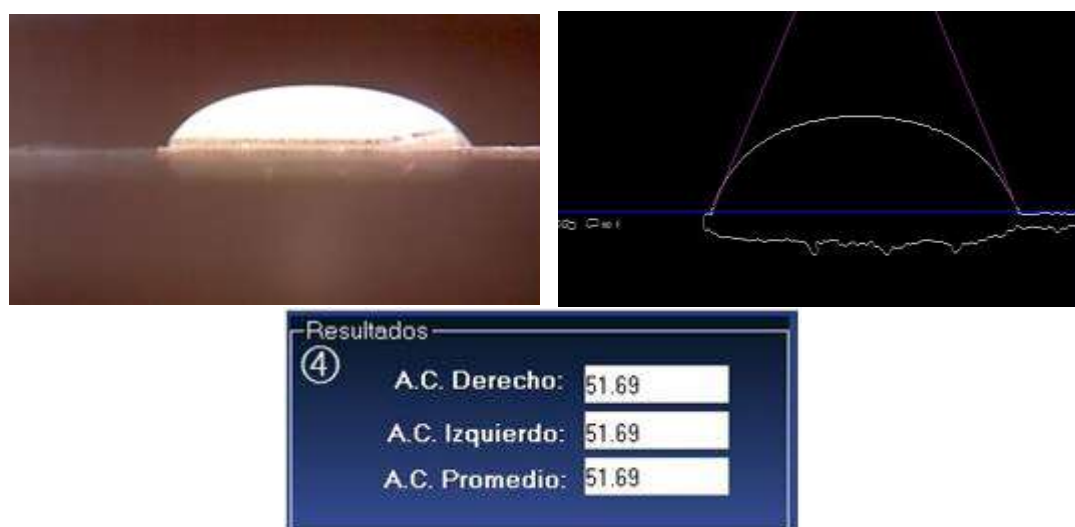 Resultados
④
A.C. Derecho: 51.69
A.C. Izquierdo: 51.69
A.C. Promedio: 51.69